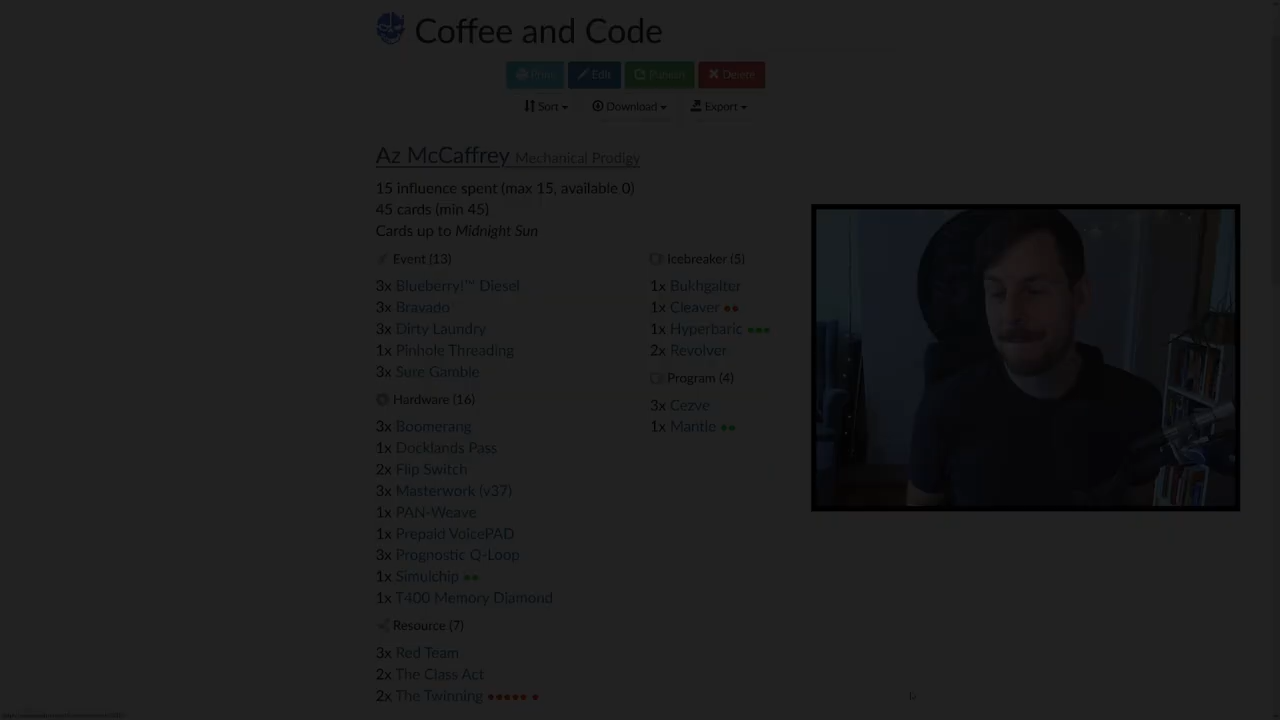 Coffee and Code
Print Edit Publish Delete
Sort Download Export
Az McCaffrey Mechanical Prodigy
15 influence spent (max 15, available 0)
45 cards (min 45)
Cards up to Midnight Sun
Event (13)
3x Blueberry!™ Diesel
3x Bravado
3x Dirty Laundry
1x Pinhole Threading
3x Sure Gamble
Hardware (16)
3x Boomerang
1x Docklands Pass
2x Flip Switch
3x Masterwork (v37)
1x PAN-Weave
1x Prepaid VoicePAD
3x Prognostic Q-Loop
1x Simulchip
1x T400 Memory Diamond
Resource (7)
3x Red Team
2x The Class Act
2x The Twinning
Icebreaker (5)
1x Bukhgalter
1x Cleaver
1x Hyperbaric
2x Revolver
Program (4)
3x Cezve
1x Mantle